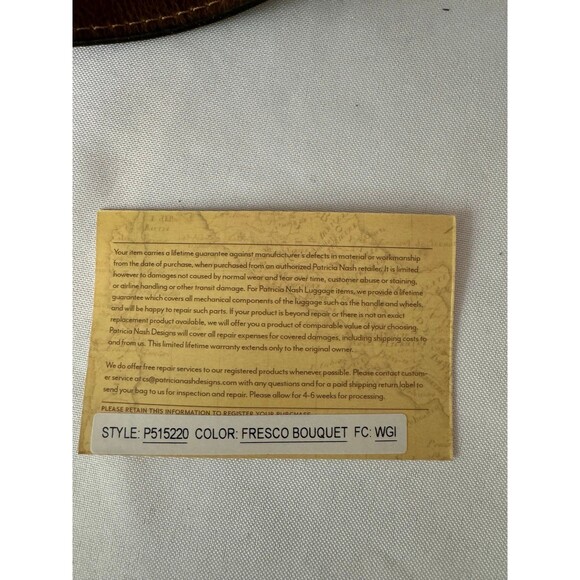 Your item carries a lifetime guarantee against manufacturer's defects in material or workmanship
from the date of purchase, when purchased from an authorized Patricia Nash retailer. It is limited,
however to damages not caused by normal wear and tear over time, customer abuse or staining,
or airline handling or other transit damage. For Patricia Nash Luggage items, we provide a lifetime
guarantee which covers all mechanical components of the luggage such as the handle and wheels,
and will be happy to repair such parts. If your product is beyond repair or there is not an exact
replacement product available, we will offer you a product of comparable value of your choosing.
Patricia Nash Designs will cover all repair expenses for covered damages, including shipping costs to
and from us. This limited lifetime warranty extends only to the original owner.
We do offer free repair services to our registered products whenever possible. Please contact custom-
er service at cs@patricianashdesigns.com with any questions and for a paid shipping return label to
send your bag to us for inspection and repair. Please allow for 4-6 weeks for processing.
PLEASE RETAIN THIS INFORMATION TO REGISTER YOUR PURCHASE
STYLE: P515220 COLOR: FRESCO BOUQUET FC: WGI